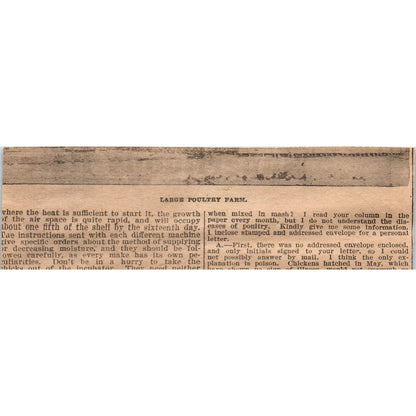 LARGE POULTRY FARM.
where the heat is sufficient to start it, the growth
of the air space is quite rapid, and will occupy
about one fifth of the shell by the sixteenth day.
The instructions sent with each different machine
give specific orders about the method of supplying
or decreasing moisture, and they should be fol-
lowed carefully, as every make has its own pe-
culiarities. Don't be in a hurry to take the
chicks out of the incubator. They need neither
when mixed in mash? I read your column in the
paper every month, but I do not understand the dis-
eases of poultry. Kindly give me some information.
I inclose stamped and addressed envelope for a personal
letter.
First, there was no addressed envelope enclosed,
and only initials signed to your letter, so I could
not possibly answer by mail. I think the only ex-
planation is poison. Chickens hatched in May, which